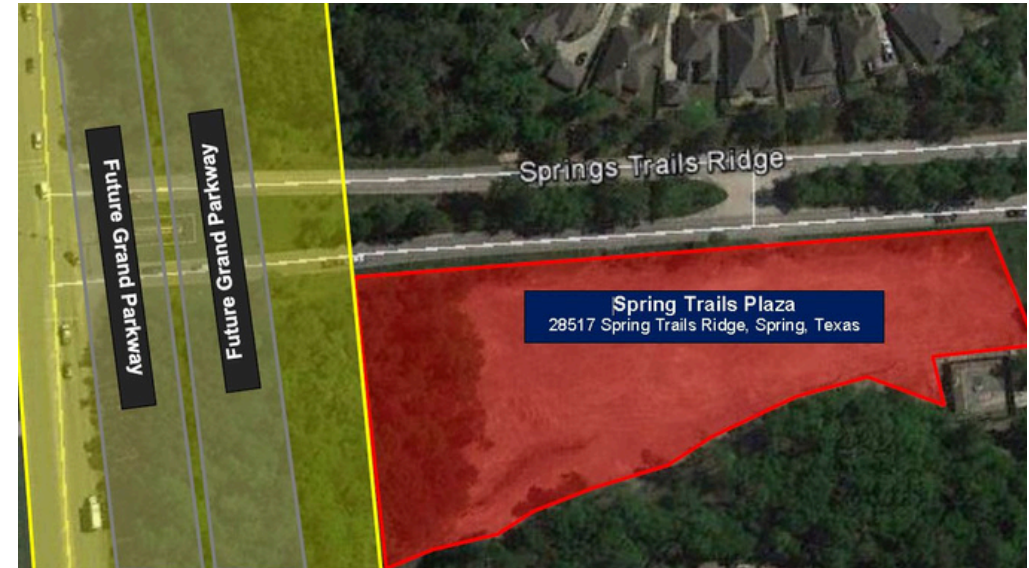 Future Grand Parkway
Future Grand Parkway
Springs Trails Ridge
Spring Trails Plaza
28517 Spring Trails Ridge, Spring, Texas